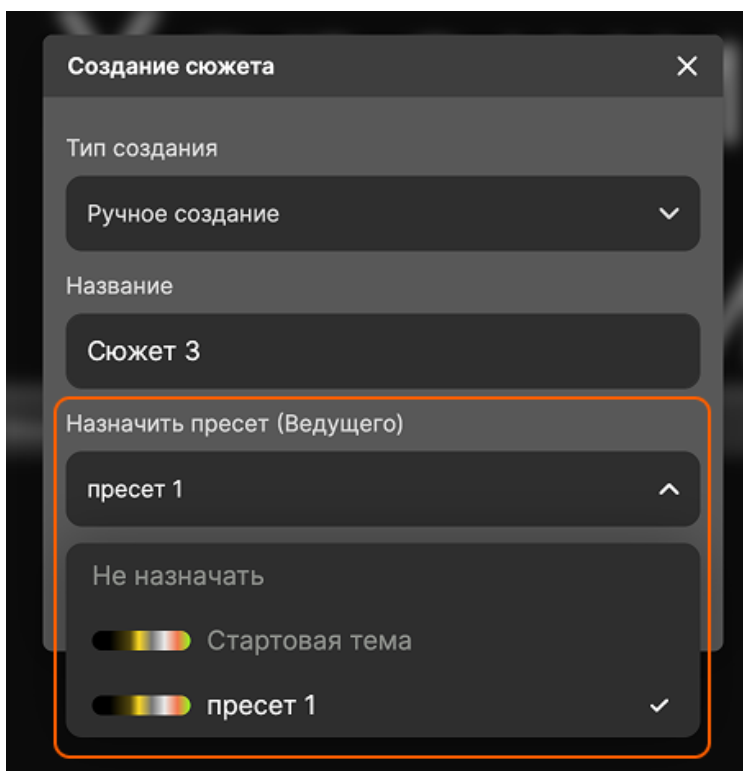 Создание сюжета
Тип создания
Ручное создание
Название
Сюжет 3
Назначить пресет (Ведущего)
пресет 1
Не назначать
Стартовая тема
пресет 1